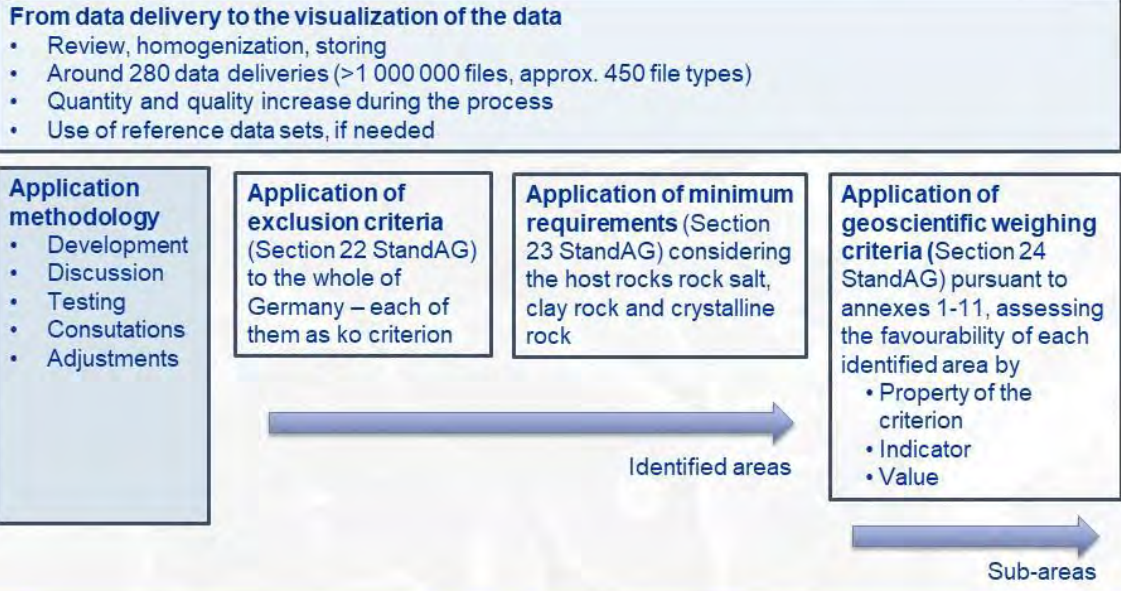 From data delivery to the visualization of the data
• Review, homogenization, storing
• Around 280 data deliveries (>1 000 000 files, approx. 450 file types)
• Quantity and quality increase during the process
• Use of reference data sets, if needed
Application
methodology
• Development
• Discussion
• Testing
• Consutations
• Adjustments
Application of
exclusion criteria
(Section 22 StandAG)
to the whole of
Germany – each of
them as ko criterion
Application of minimum
requirements (Section
23 StandAG) considering
the host rocks rock salt,
clay rock and crystalline
rock
Identified areas
Application of
geoscientific weighing
criteria (Section 24
StandAG) pursuant to
annexes 1-11, assessing
the favourability of each
identified area by
• Property of the
criterion
• Indicator
• Value
Sub-areas